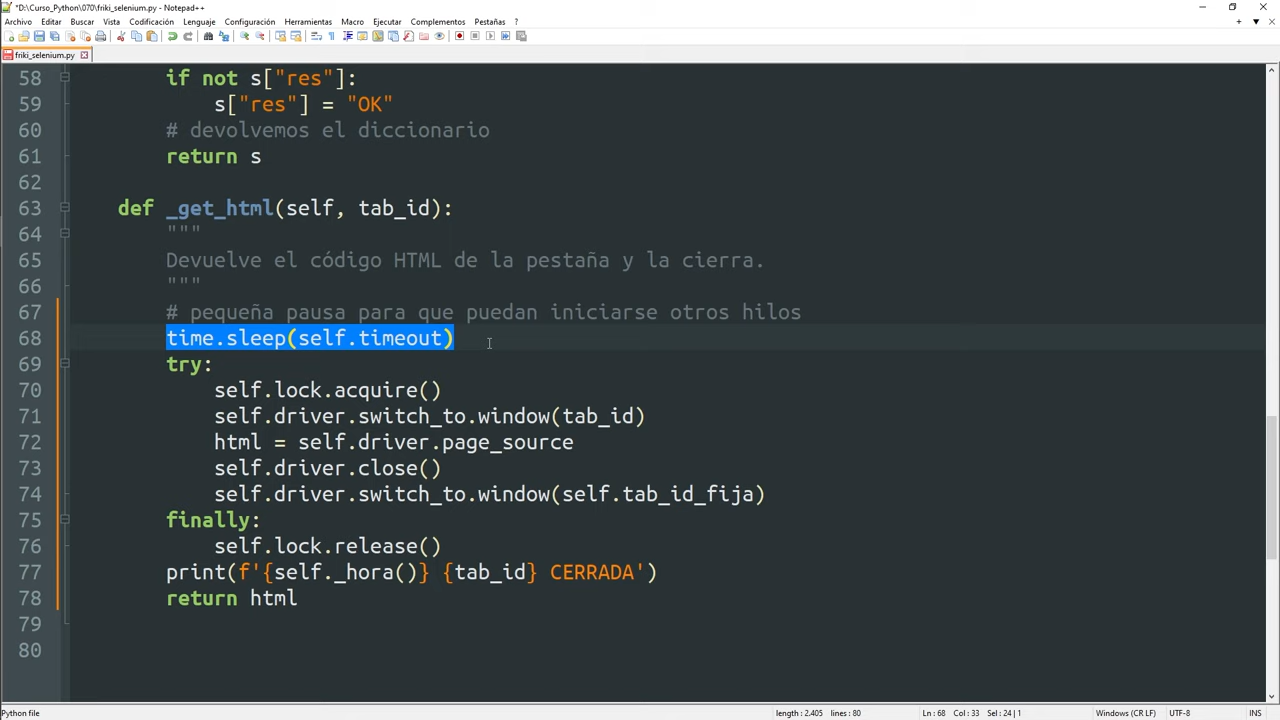 *D:\Curso_Python\070\friki_selenium.py - Notepad++
Archivo Editar Buscar Vista Codificación Lenguaje Configuración Herramientas Macro Ejecutar Complementos Pestañas ?
friki_selenium.py
58 if not s["res"]:
59 s["res"] = "OK"
60 # devolvemos el diccionario
61 return s
62
63 def _get_html(self, tab_id):
64 """
65 Devuelve el código HTML de la pestaña y la cierra.
66 """
67 # pequeña pausa para que puedan iniciarse otros hilos
68 time.sleep(self.timeout)
69 try:
70 self.lock.acquire()
71 self.driver.switch_to.window(tab_id)
72 html = self.driver.page_source
73 self.driver.close()
74 self.driver.switch_to.window(self.tab_id_fija)
75 finally:
76 self.lock.release()
77 print(f'{self._hora()} {tab_id} CERRADA')
78 return html
79
80
Python file length : 2.405 lines : 80 Ln : 68 Col : 33 Sel : 24 | 1 Windows (CR LF) UTF-8 INS